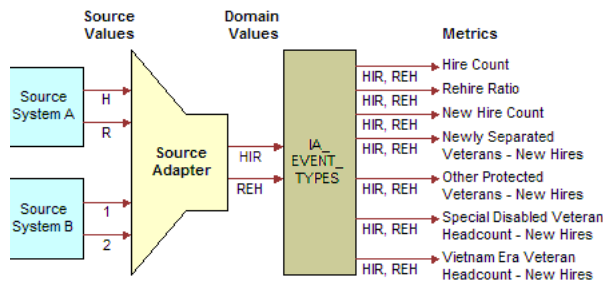 Source
Values
Domain
Values
Metrics
Source
System A
H
R
Source
System B
1
2
Source
Adapter
HIR
REH
IA_
EVENT_
TYPES
HIR, REH
Hire Count
HIR, REH
Rehire Ratio
HIR, REH
New Hire Count
HIR, REH
Newly Separated
Veterans - New Hires
HIR, REH
Other Protected
Veterans - New Hires
HIR, REH
Special Disabled Veteran
Headcount - New Hires
HIR, REH
Vietnam Era Veteran
Headcount - New Hires